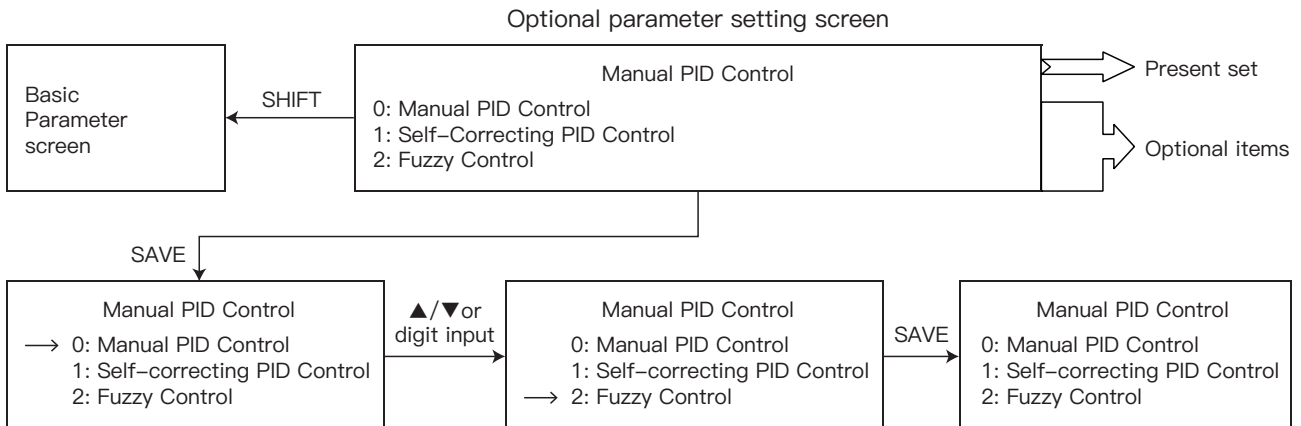 Optional parameter setting screen
Basic
Parameter
screen
SHIFT
Manual PID Control
0: Manual PID Control
1: Self–Correcting PID Control
2: Fuzzy Control
Present set
Optional items
SAVE
Manual PID Control
→ 0: Manual PID Control
1: Self–correcting PID Control
2: Fuzzy Control
▲/▼or
digit input
Manual PID Control
0: Manual PID Control
1: Self–correcting PID Control
→ 2: Fuzzy Control
SAVE
Manual PID Control
0: Manual PID Control
1: Self–correcting PID Control
2: Fuzzy Control